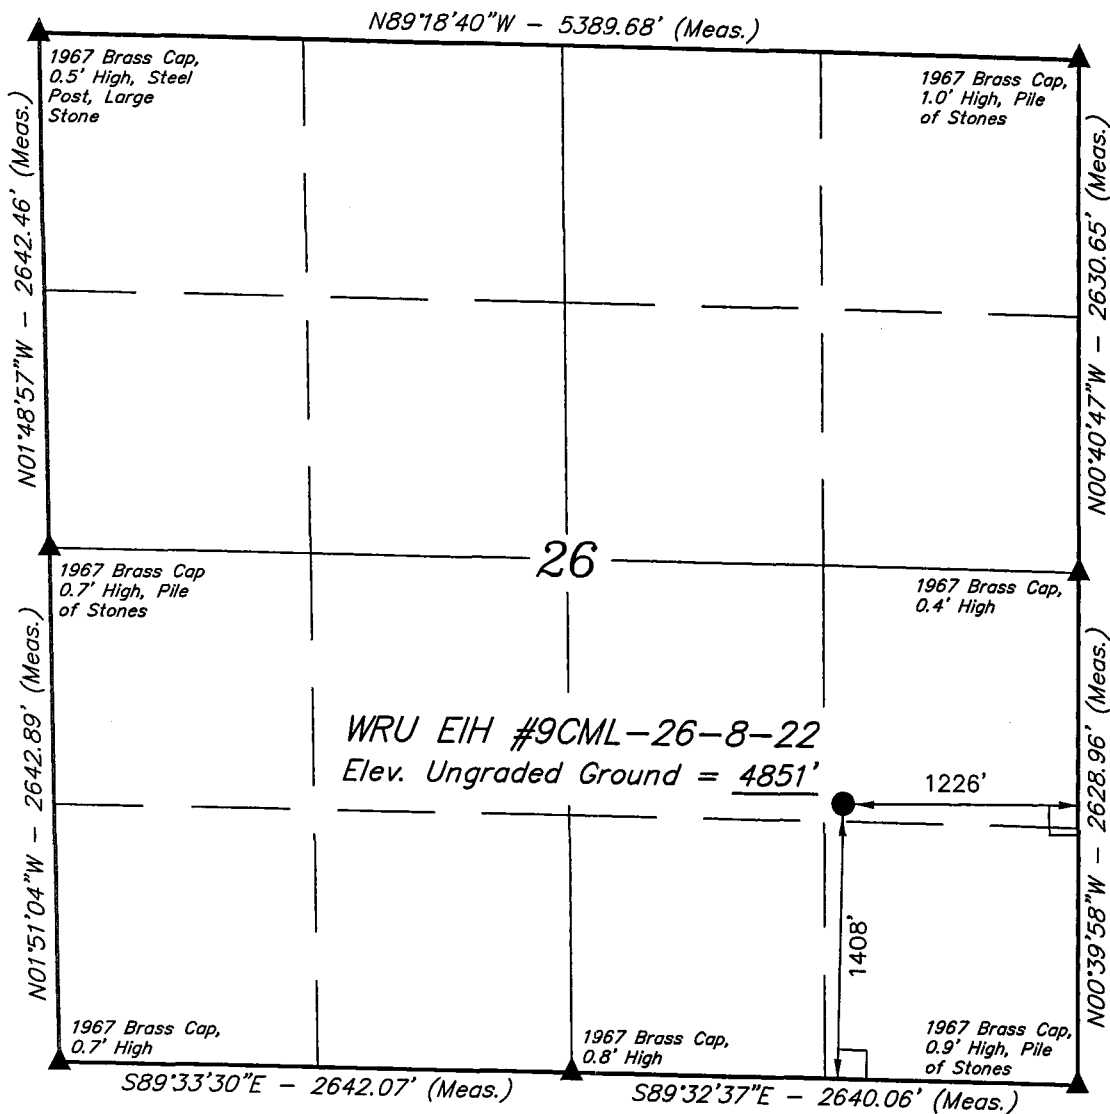 N89°18'40"W - 5389.68' (Meas.)
1967 Brass Cap,
0.5' High, Steel
Post, Large
Stone
1967 Brass Cap,
1.0' High, Pile
of Stones
N01°48'57"W - 2642.46' (Meas.)
N00°40'47"W - 2630.65' (Meas.)
26
1967 Brass Cap
0.7' High, Pile
of Stones
1967 Brass Cap,
0.4' High
N01°51'04"W - 2642.89' (Meas.)
N00°39'58"W - 2628.96' (Meas.)
WRU EIH #9CML-26-8-22
Elev. Ungraded Ground = 4851'
1226'
1408'
1967 Brass Cap,
0.7' High
1967 Brass Cap,
0.8' High
1967 Brass Cap,
0.9' High, Pile
of Stones
S89°33'30"E - 2642.07' (Meas.)
S89°32'37"E - 2640.06' (Meas.)